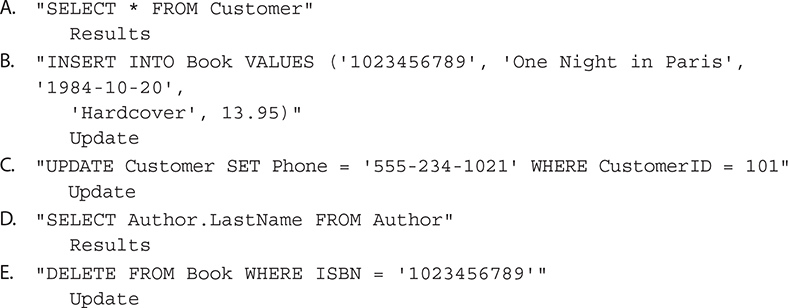 A. "SELECT * FROM Customer"
Results
B. "INSERT INTO Book VALUES ('1023456789', 'One Night in Paris',
'1984-10-20',
'Hardcover', 13.95)"
Update
C. "UPDATE Customer SET Phone = '555-234-1021' WHERE CustomerID = 101"
Update
D. "SELECT Author.LastName FROM Author"
Results
E. "DELETE FROM Book WHERE ISBN = '1023456789'"
Update